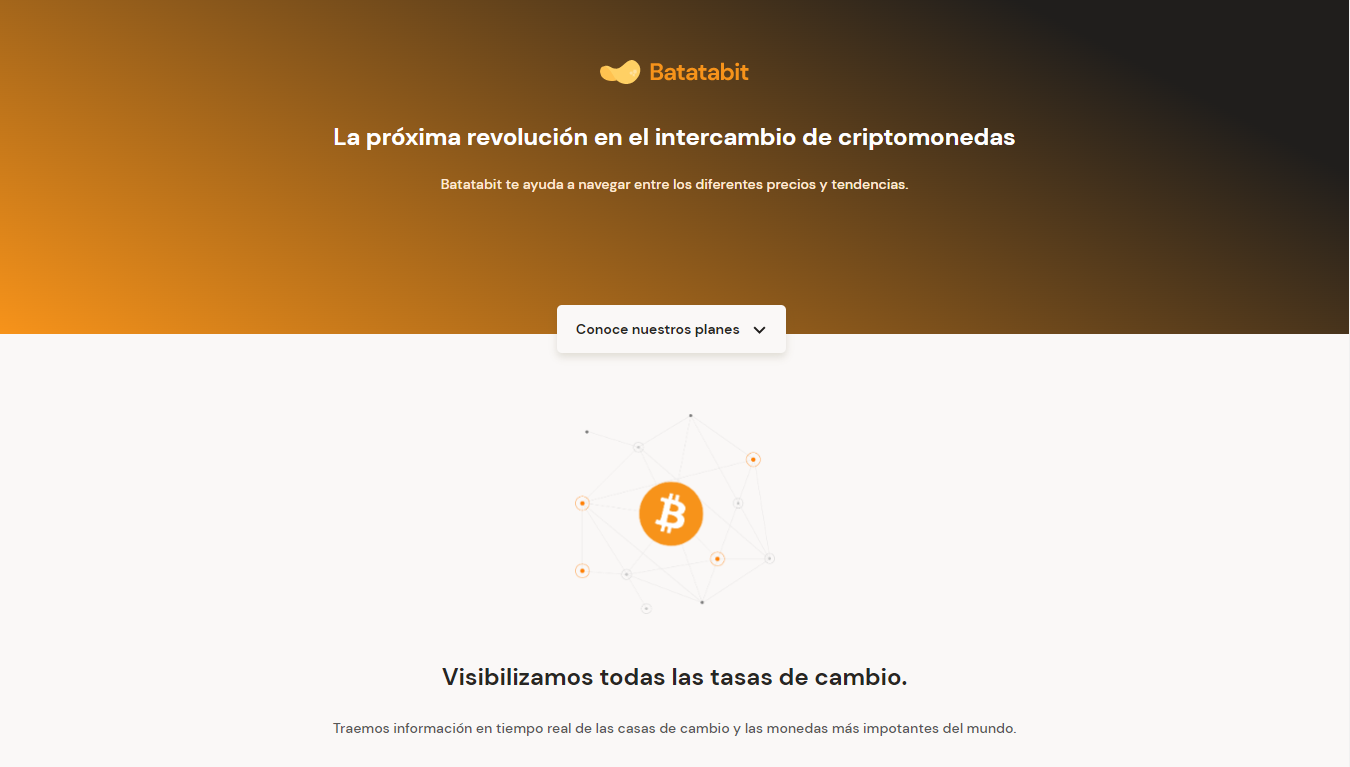 Batatabit
La próxima revolución en el intercambio de criptomonedas
Batatabit te ayuda a navegar entre los diferentes precios y tendencias.
Conoce nuestros planes
Visibilizamos todas las tasas de cambio.
Traemos información en tiempo real de las casas de cambio y las monedas más impotantes del mundo.